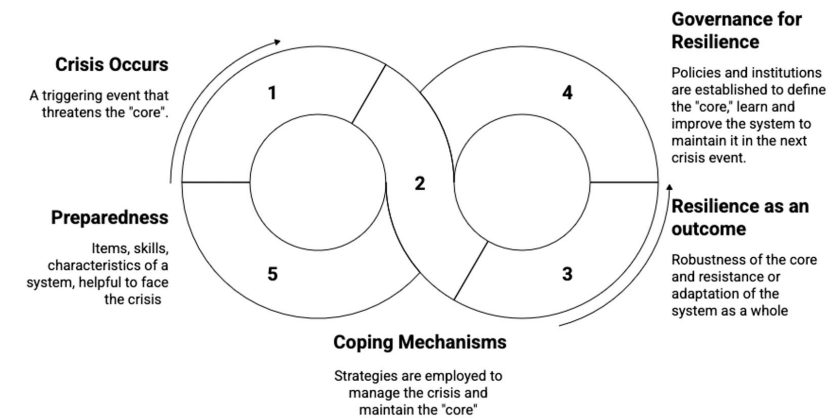 Crisis Occurs
A triggering event that
threatens the "core".
1
Preparedness
Items, skills,
characteristics of a
system, helpful to face
the crisis
5
2
Coping Mechanisms
Strategies are employed to
manage the crisis and
maintain the "core"
4
3
Governance for
Resilience
Policies and institutions
are established to define
the "core," learn and
improve the system to
maintain it in the next
crisis event.
Resilience as an
outcome
Robustness of the core
and resistance or
adaptation of the
system as a whole